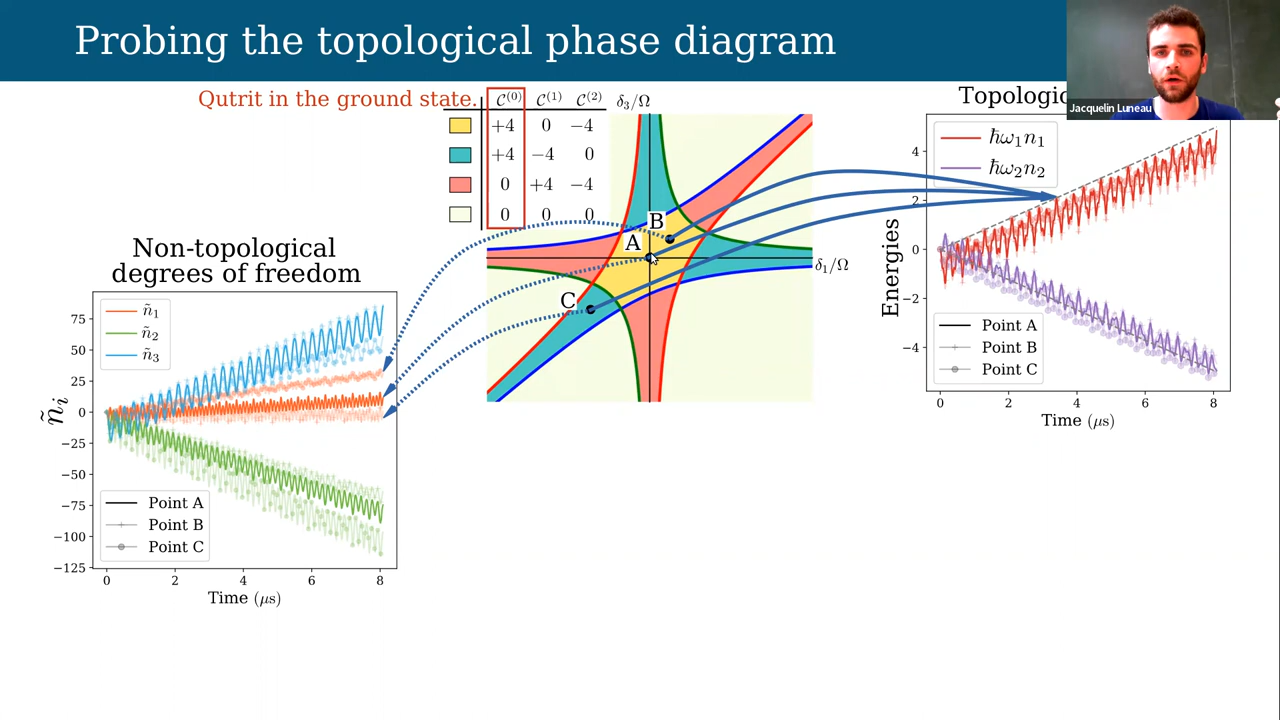 Probing the topological phase diagram
Jacquelin Luneau
Qutrit in the ground state.
𝒞⁽⁰⁾ 𝒞⁽¹⁾ 𝒞⁽²⁾
+4 0 −4
+4 −4 0
0 +4 −4
0 0 0
δ₃/Ω
δ₁/Ω
A
B
C
Non-topological
degrees of freedom
ñ₁
ñ₂
ñ₃
75
50
25
0
−25
−50
−75
−100
−125
ñᵢ
Point A
Point B
Point C
0 2 4 6 8
Time (μs)
ħω₁n₁
ħω₂n₂
4
2
0
−2
−4
Energies
Point A
Point B
Point C
0 2 4 6 8
Time (μs)